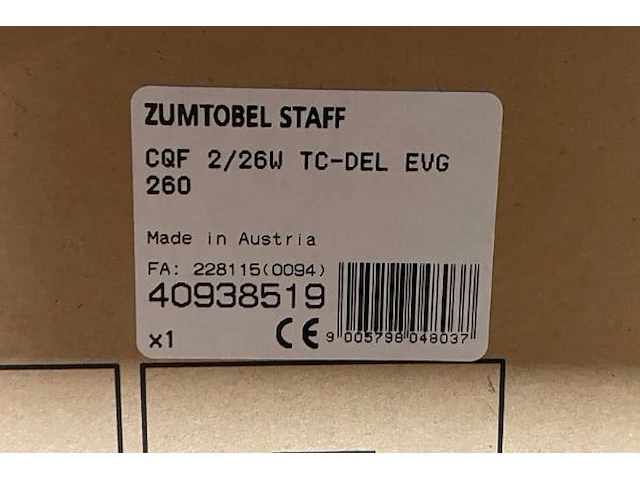 ZUMTOBEL STAFF
CQF 2/26W TC-DEL EVG
260
Made in Austria
FA: 228115(0094)
40938519
x1
CE
9 005798 048037